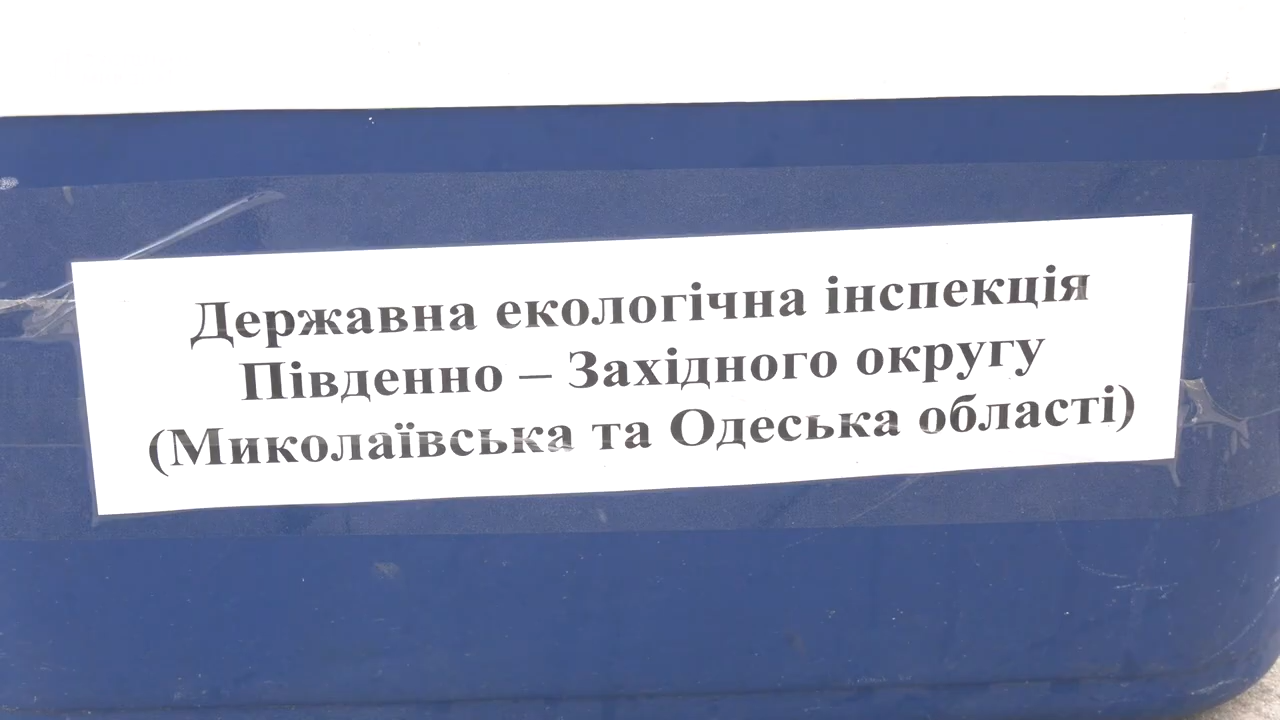 Державна екологічна інспекція
Південно – Західного округу
(Миколаївська та Одеська області)